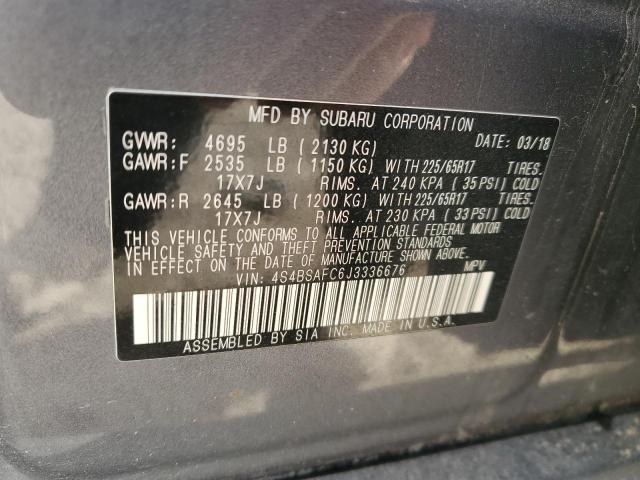 MFD BY SUBARU CORPORATION
GVWR: 4695 LB (2130 KG) DATE: 03/18
GAWR:F 2535 LB (1150 KG) WITH 225/65R17 TIRES.
17X7J RIMS. AT 240 KPA (35 PSI) COLD
GAWR:R 2645 LB (1200 KG) WITH 225/65R17 TIRES.
17X7J RIMS. AT 230 KPA (33 PSI) COLD
THIS VEHICLE CONFORMS TO ALL APPLICABLE FEDERAL MOTOR
VEHICLE SAFETY AND THEFT PREVENTION STANDARDS
IN EFFECT ON THE DATE OF MANUFACTURE SHOWN ABOVE.
VIN: 4S4BSAFC6J3336676 MPV
ASSEMBLED BY SIA INC. MADE IN U.S.A.